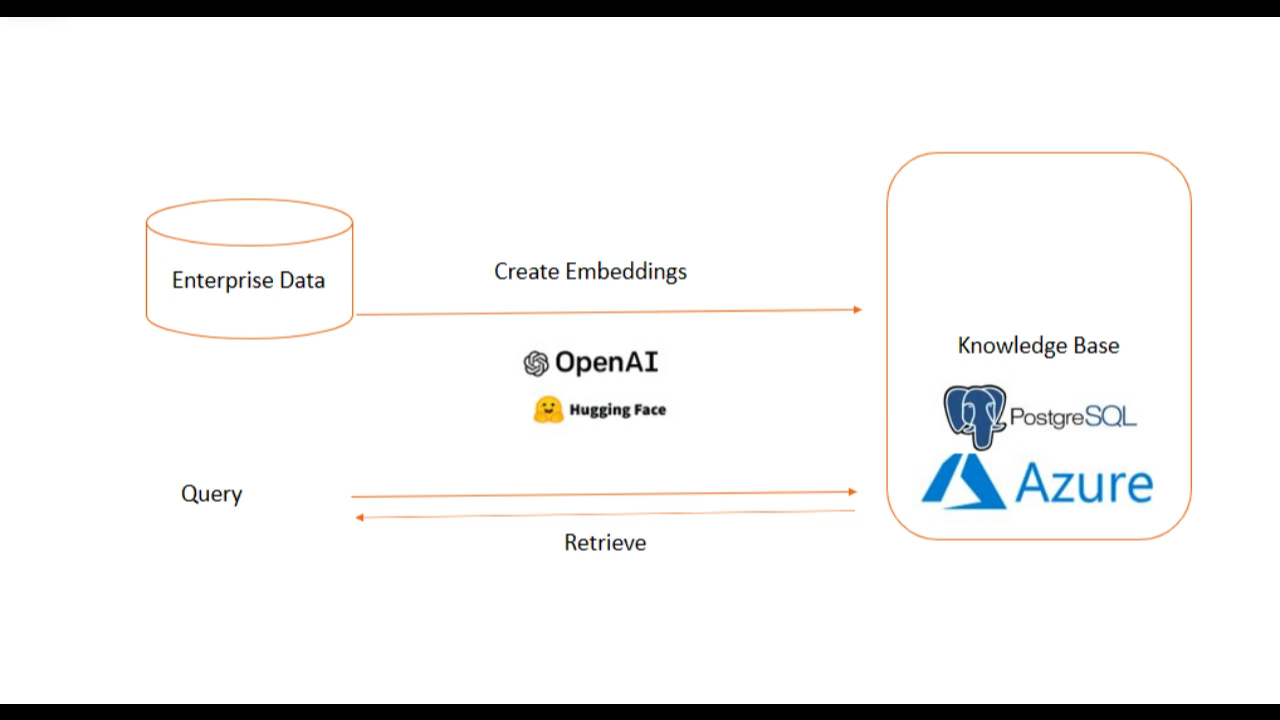 Enterprise Data
Create Embeddings
OpenAI
Hugging Face
Knowledge Base
PostgreSQL
Azure
Query
Retrieve